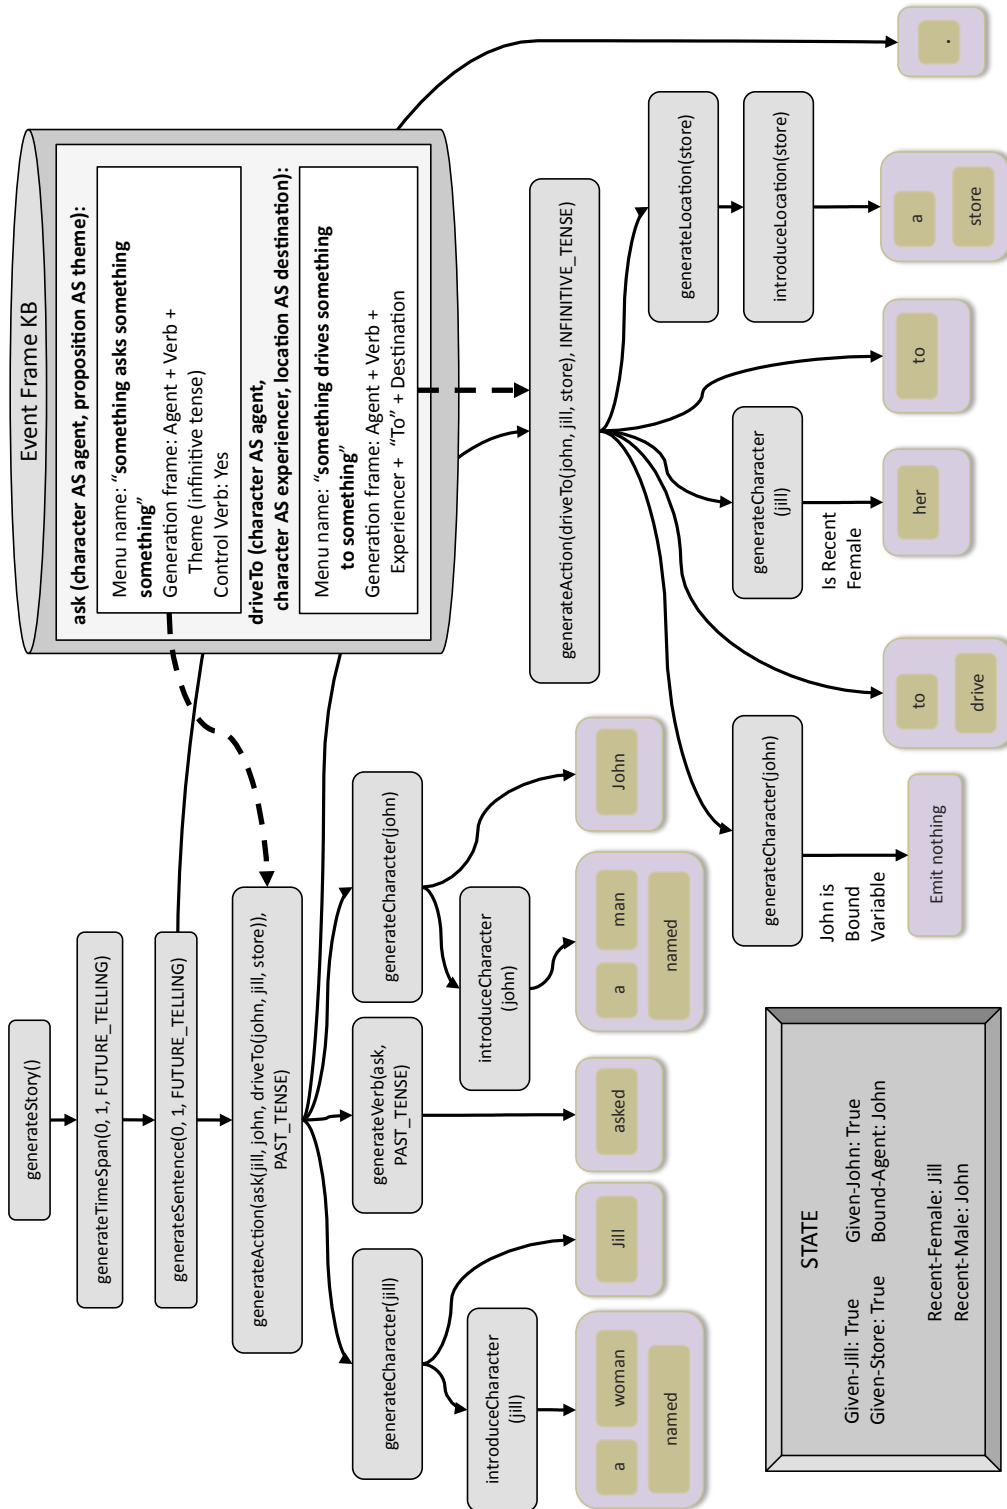 generateStory()
generateTimeSpan(0, 1, FUTURE_TELLING)
generateSentence(0, 1, FUTURE_TELLING)
generateAction(ask(jill, john, driveTo(john, jill, store)),
PAST_TENSE)
Event Frame KB
ask (character AS agent, proposition AS theme):
Menu name: “something asks something
something”
Generation frame: Agent + Verb +
Theme (infinitive tense)
Control Verb: Yes
driveTo (character AS agent,
character AS experiencer, location AS destination):
Menu name: “something drives something
to something”
Generation frame: Agent + Verb +
Experiencer + “To” + Destination
generateCharacter(jill)
generateVerb(ask,
PAST_TENSE)
generateCharacter(john)
introduceCharacter
(jill)
introduceCharacter
(john)
a
woman
named
Jill
asked
a
man
named
John
generateAction(driveTo(john, jill, store), INFINITIVE_TENSE)
generateCharacter(john)
John is
Bound
Variable
Emit nothing
to
drive
generateCharacter
(jill)
Is Recent
Female
her
to
generateLocation(store)
introduceLocation(store)
a
store
.
STATE
Given-Jill: True
Given-John: True
Given-Store: True
Bound-Agent: John
Recent-Female: Jill
Recent-Male: John